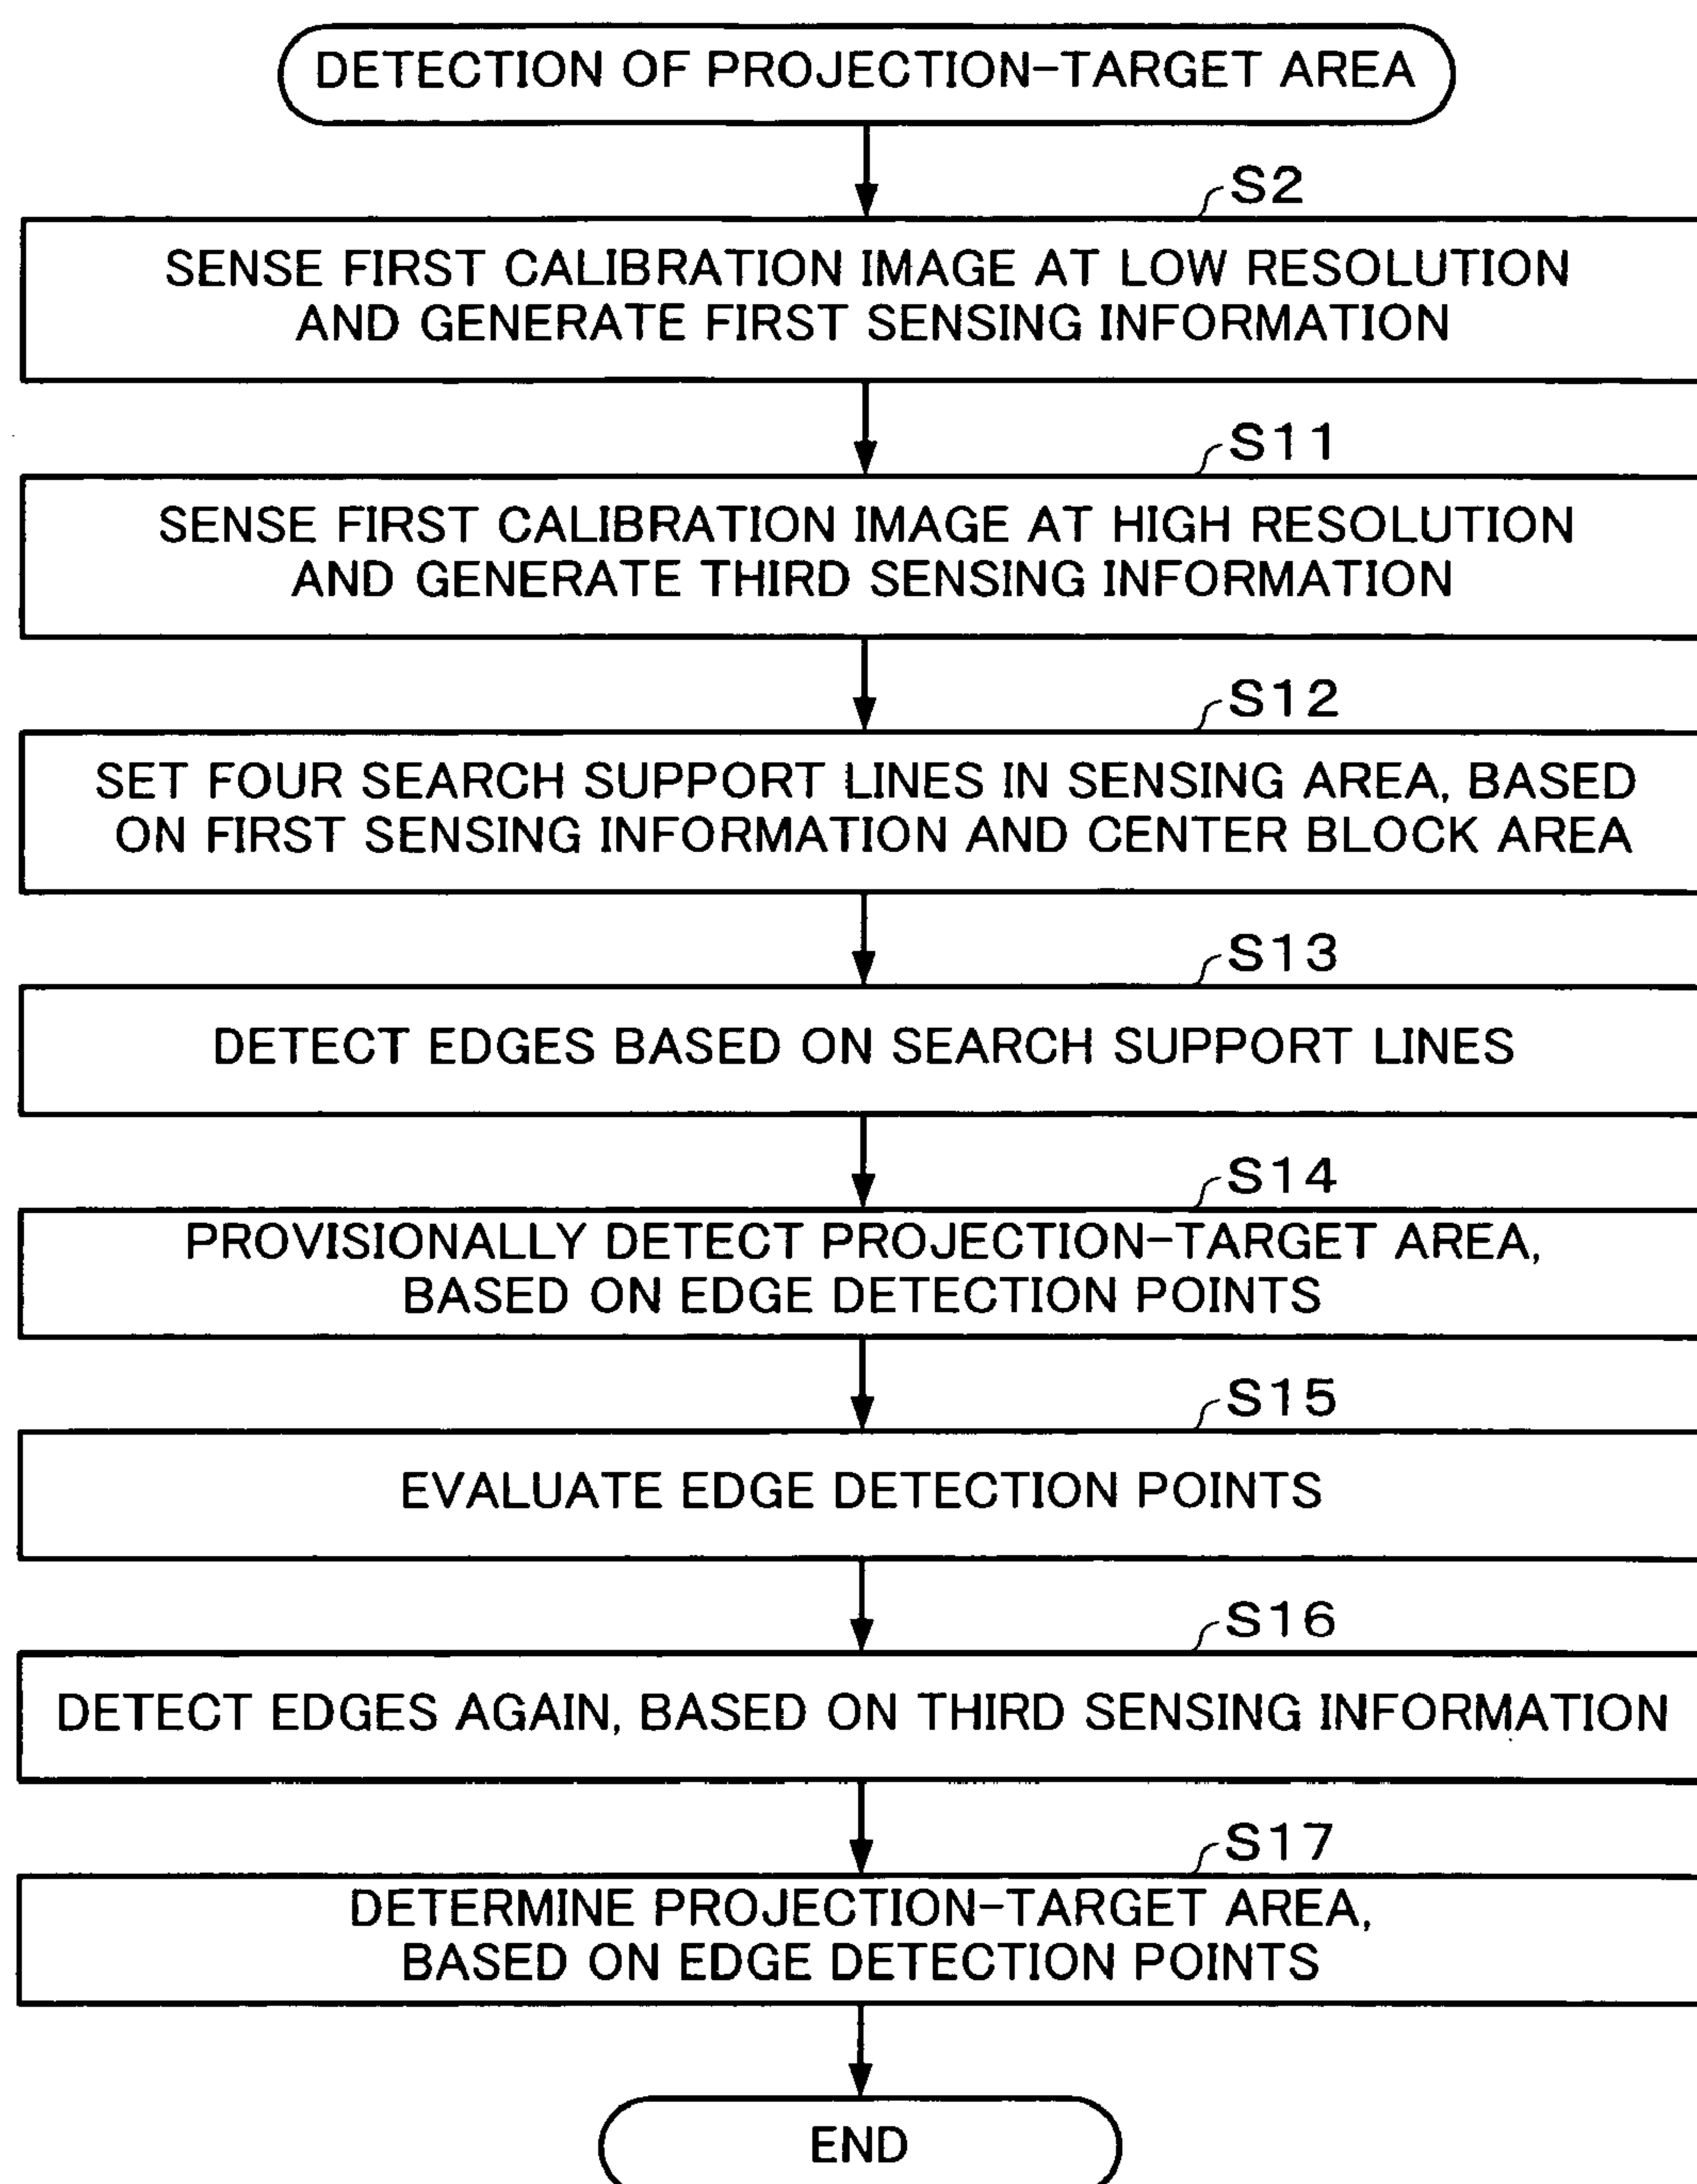 DETECTION OF PROJECTION-TARGET AREA
S2
SENSE FIRST CALIBRATION IMAGE AT LOW RESOLUTION
AND GENERATE FIRST SENSING INFORMATION
S11
SENSE FIRST CALIBRATION IMAGE AT HIGH RESOLUTION
AND GENERATE THIRD SENSING INFORMATION
S12
SET FOUR SEARCH SUPPORT LINES IN SENSING AREA, BASED
ON FIRST SENSING INFORMATION AND CENTER BLOCK AREA
S13
DETECT EDGES BASED ON SEARCH SUPPORT LINES
S14
PROVISIONALLY DETECT PROJECTION-TARGET AREA,
BASED ON EDGE DETECTION POINTS
S15
EVALUATE EDGE DETECTION POINTS
S16
DETECT EDGES AGAIN, BASED ON THIRD SENSING INFORMATION
S17
DETERMINE PROJECTION-TARGET AREA,
BASED ON EDGE DETECTION POINTS
END